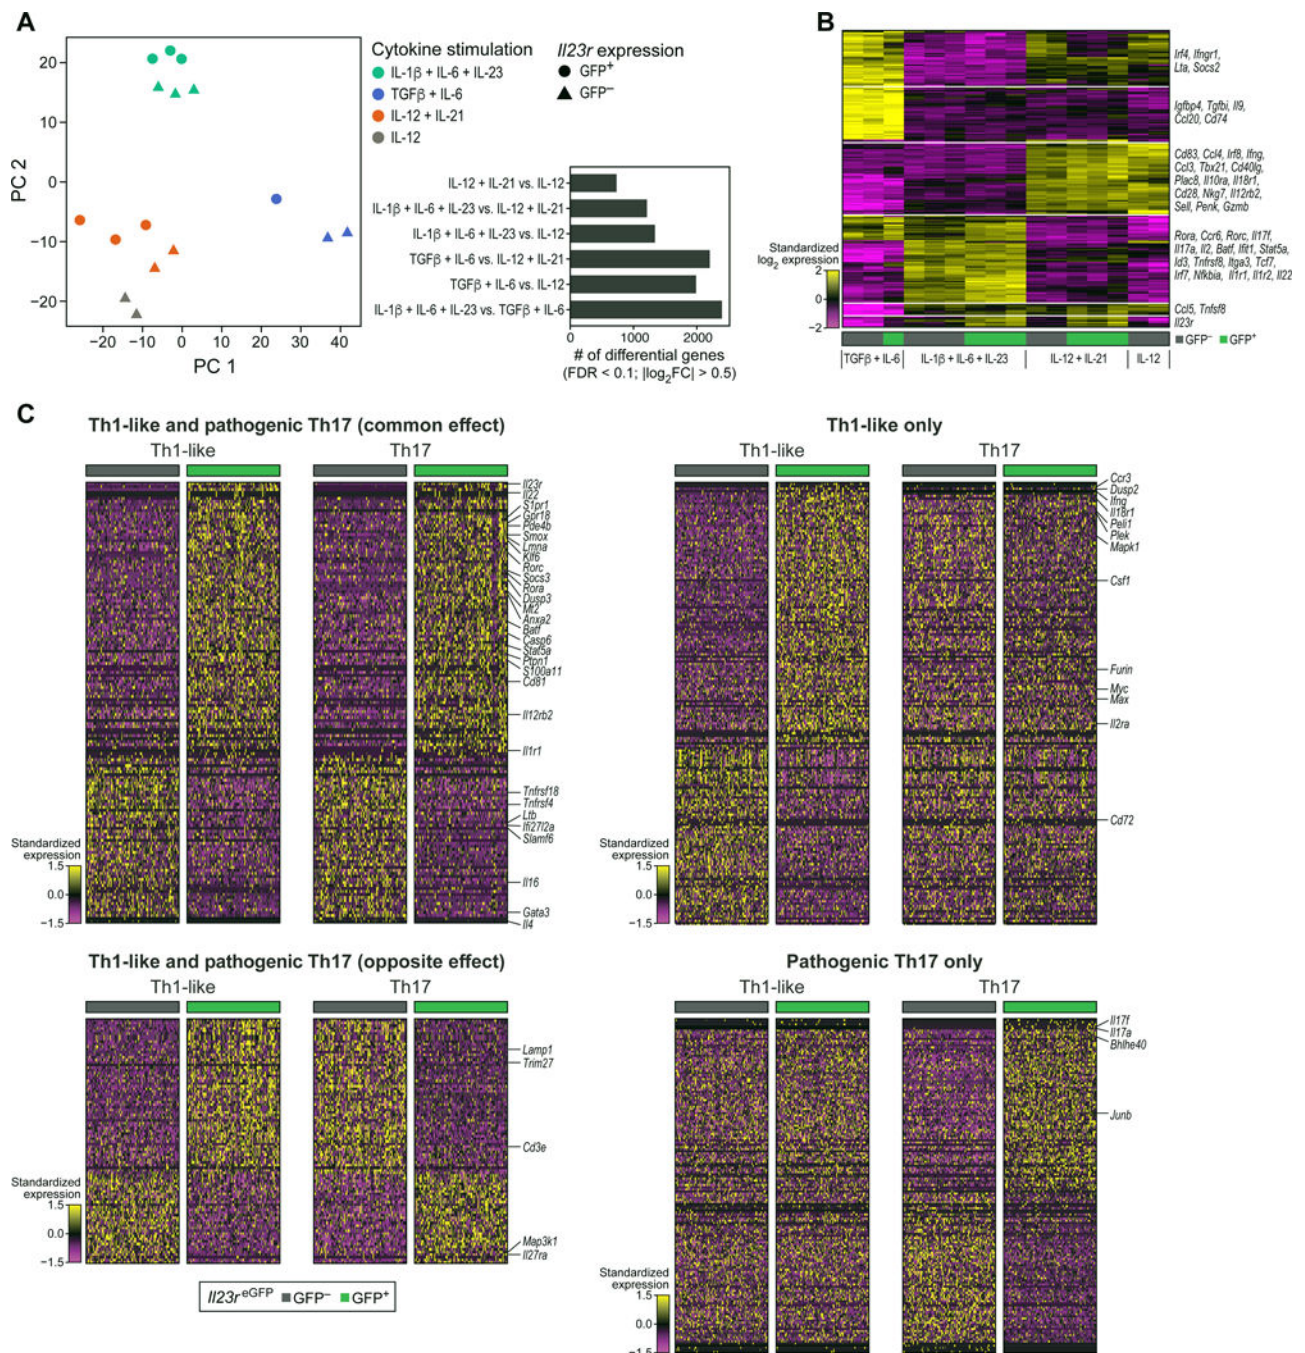 A
Cytokine stimulation
IL-1β + IL-6 + IL-23
TGFβ + IL-6
IL-12 + IL-21
IL-12
Il23r expression
GFP+
GFP−
PC 2
20
10
0
−10
−20
−20
−10
0
10
20
30
40
PC 1
IL-12 + IL-21 vs. IL-12
IL-1β + IL-6 + IL-23 vs. IL-12 + IL-21
IL-1β + IL-6 + IL-23 vs. IL-12
TGFβ + IL-6 vs. IL-12 + IL-21
TGFβ + IL-6 vs. IL-12
IL-1β + IL-6 + IL-23 vs. TGFβ + IL-6
0
1000
2000
# of differential genes
(FDR < 0.1; |log2FC| > 0.5)
B
Irf4, Ifngr1,
Lta, Socs2
Igfbp4, Tgfbi, Il9,
Ccl20, Cd74
Cd83, Ccl4, Irf8, Ifng,
Ccl3, Tbx21, Cd40lg,
Plac8, Il10ra, Il18r1,
Cd28, Nkg7, Il12rb2,
Sell, Penk, Gzmb
Rora, Ccr6, Rorc, Il17f,
Il17a, Il2, Batf, Ifit1, Stat5a,
Id3, Tnfrsf8, Itga3, Tcf7,
Irf7, Nfkbia, Il1r1, Il1r2, Il22
Ccl5, Tnfsf8
Il23r
Standardized
log2 expression
2
0
−2
GFP−
GFP+
TGFβ + IL-6
IL-1β + IL-6 + IL-23
IL-12 + IL-21
IL-12
C
Th1-like and pathogenic Th17 (common effect)
Th1-like
Th17
Il23r
Il22
S1pr1
Gpr18
Pde4b
Smox
Lmna
Klf6
Rorc
Socs3
Rora
Dusp3
Mt2
Anxa2
Batf
Casp6
Stat5a
Ptpn1
S100a11
Cd81
Il12rb2
Il1r1
Tnfrsf18
Tnfrsf4
Ltb
Ifi27l2a
Slamf6
Il16
Gata3
Il4
Standardized
expression
1.5
0.0
−1.5
Th1-like only
Th1-like
Th17
Ccr3
Dusp2
Ifng
Il18r1
Peli1
Plek
Mapk1
Csf1
Furin
Myc
Max
Il2ra
Cd72
Standardized
expression
1.5
0.0
−1.5
Th1-like and pathogenic Th17 (opposite effect)
Th1-like
Th17
Lamp1
Trim27
Cd3e
Map3k1
Il27ra
Standardized
expression
1.5
0.0
−1.5
Il23r eGFP
GFP−
GFP+
Pathogenic Th17 only
Th1-like
Th17
Il17f
Il17a
Bhlhe40
Junb
Standardized
expression
1.5
0.0
−1.5